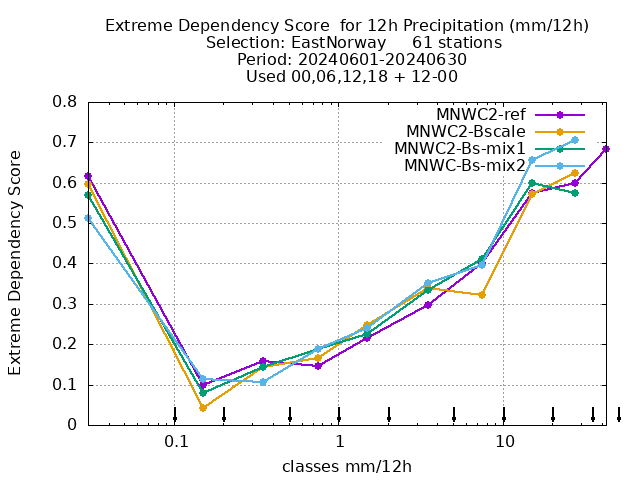 Extreme Dependency Score  for 12h Precipitation (mm/12h)
Selection: EastNorway     61 stations
Period: 20240601-20240630
Used 00,06,12,18 + 12-00
MNWC2-ref
MNWC2-Bscale
MNWC2-Bs-mix1
MNWC-Bs-mix2
Extreme Dependency Score
0.8
0.7
0.6
0.5
0.4
0.3
0.2
0.1
0
0.1 1 10
classes mm/12h